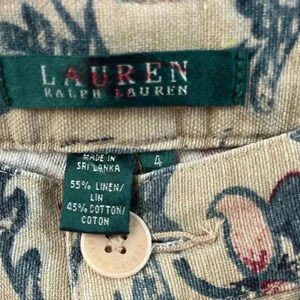 LAUREN
RALPH LAUREN
MADE IN
SRI LANKA
4
55% LINEN/
LIN
45% COTTON/
COTON